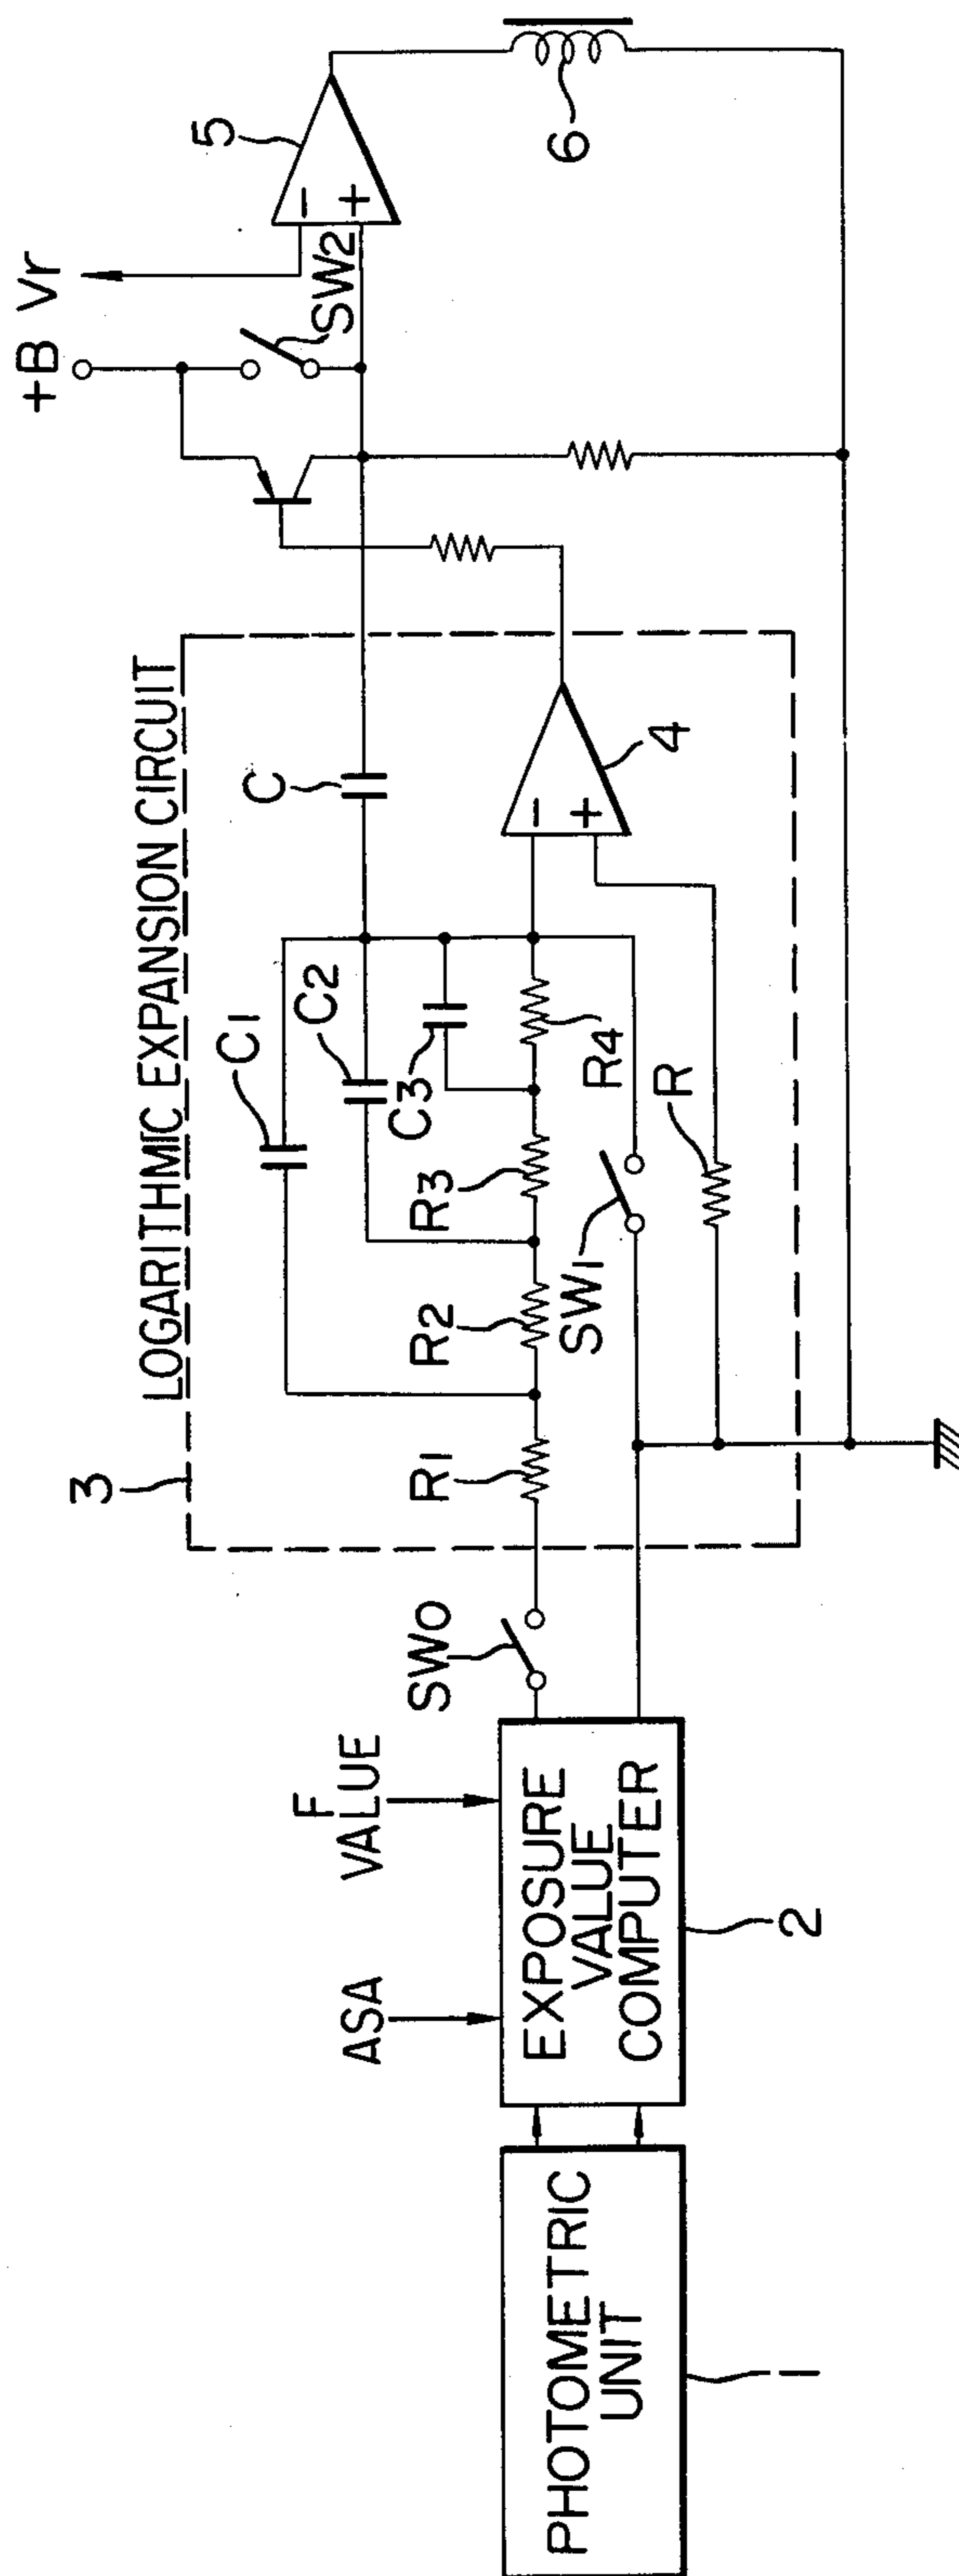 PHOTOMETRIC
UNIT
1
ASA
F
VALUE
EXPOSURE
VALUE
COMPUTER
2
SW0
3
LOGARITHMIC EXPANSION CIRCUIT
R1
R2
R3
R4
C1
C2
C3
C
SW1
R
−
+
4
+B
Vr
SW2
−
+
5
6